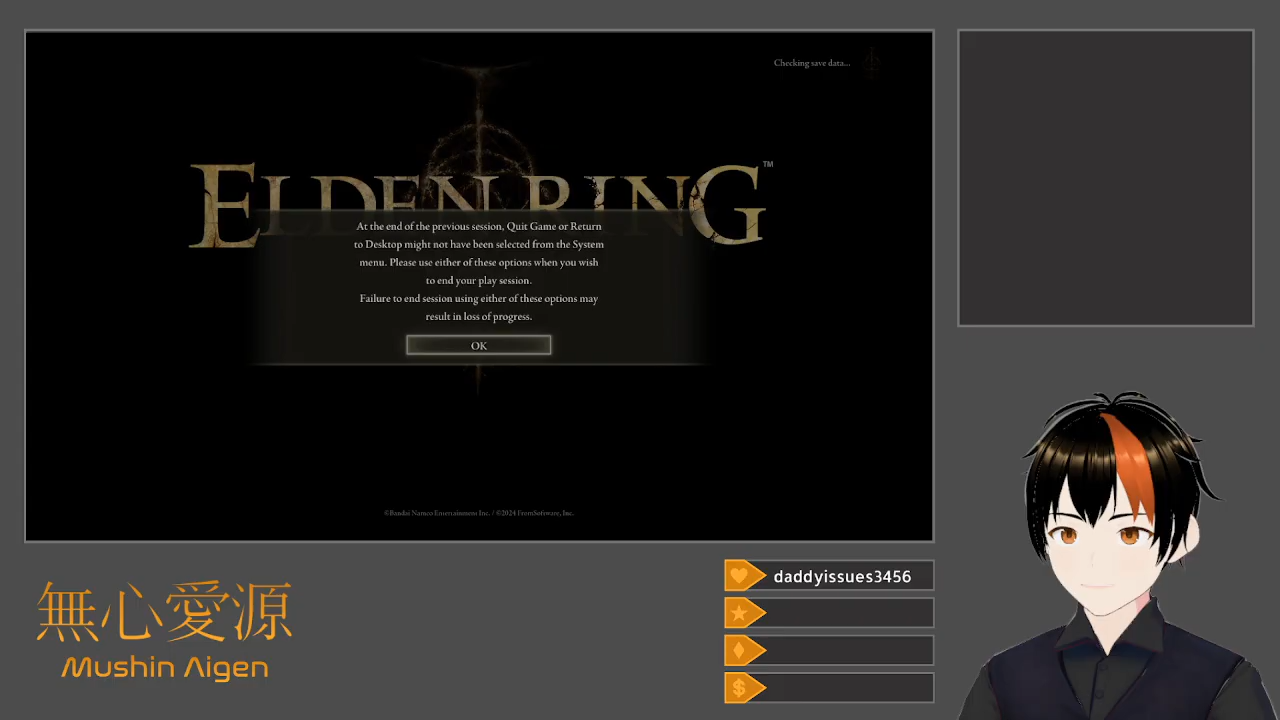 Checking save data...
ELDEN RING™
At the end of the previous session, Quit Game or Return
to Desktop might not have been selected from the System
menu. Please use either of these options when you wish
to end your play session.
Failure to end session using either of these options may
result in loss of progress.
OK
©Bandai Namco Entertainment Inc. / ©2024 FromSoftware, Inc.
無心愛源
Mushin Aigen
daddyissues3456